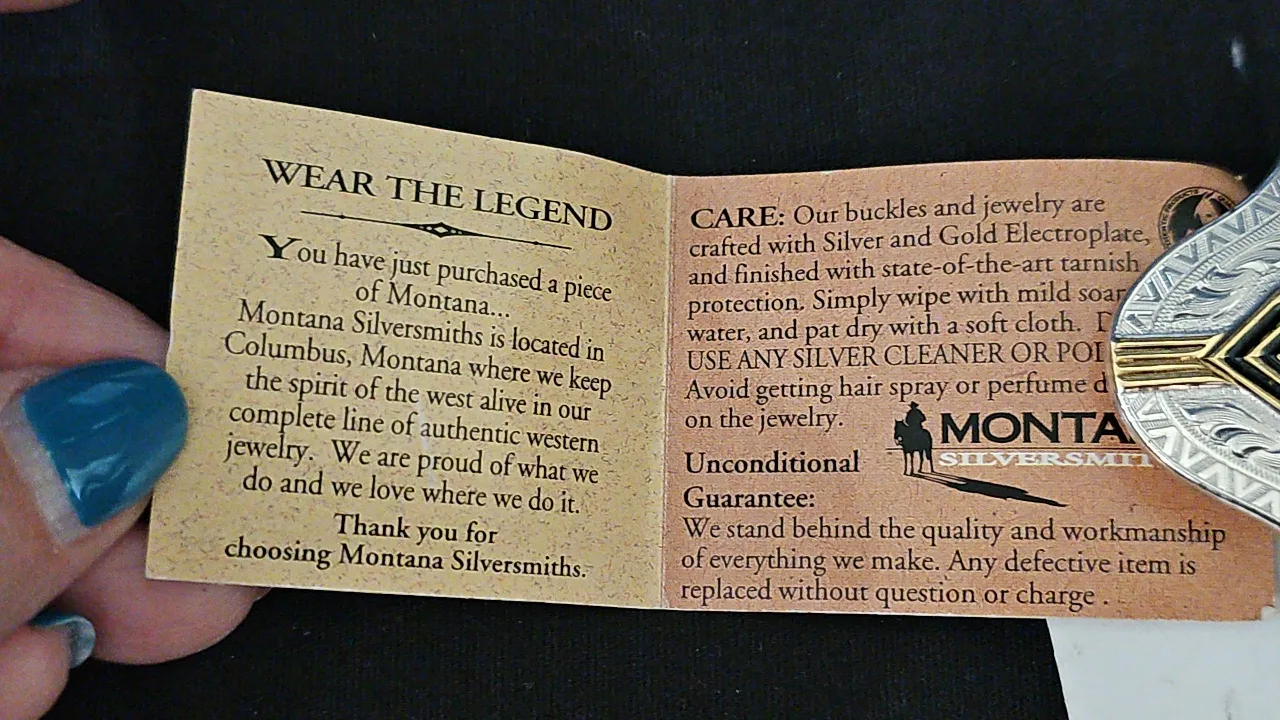 WEAR THE LEGEND
You have just purchased a piece
of Montana...
Montana Silversmiths is located in
Columbus, Montana where we keep
the spirit of the west alive in our
complete line of authentic western
jewelry. We are proud of what we
do and we love where we do it.
Thank you for
choosing Montana Silversmiths.
CARE: Our buckles and jewelry are
crafted with Silver and Gold Electroplate,
and finished with state-of-the-art tarnish
protection. Simply wipe with mild soap
water, and pat dry with a soft cloth. D
USE ANY SILVER CLEANER OR POL
Avoid getting hair spray or perfume d
on the jewelry.
MONTA
SILVERSMIT
Unconditional
Guarantee:
We stand behind the quality and workmanship
of everything we make. Any defective item is
replaced without question or charge .